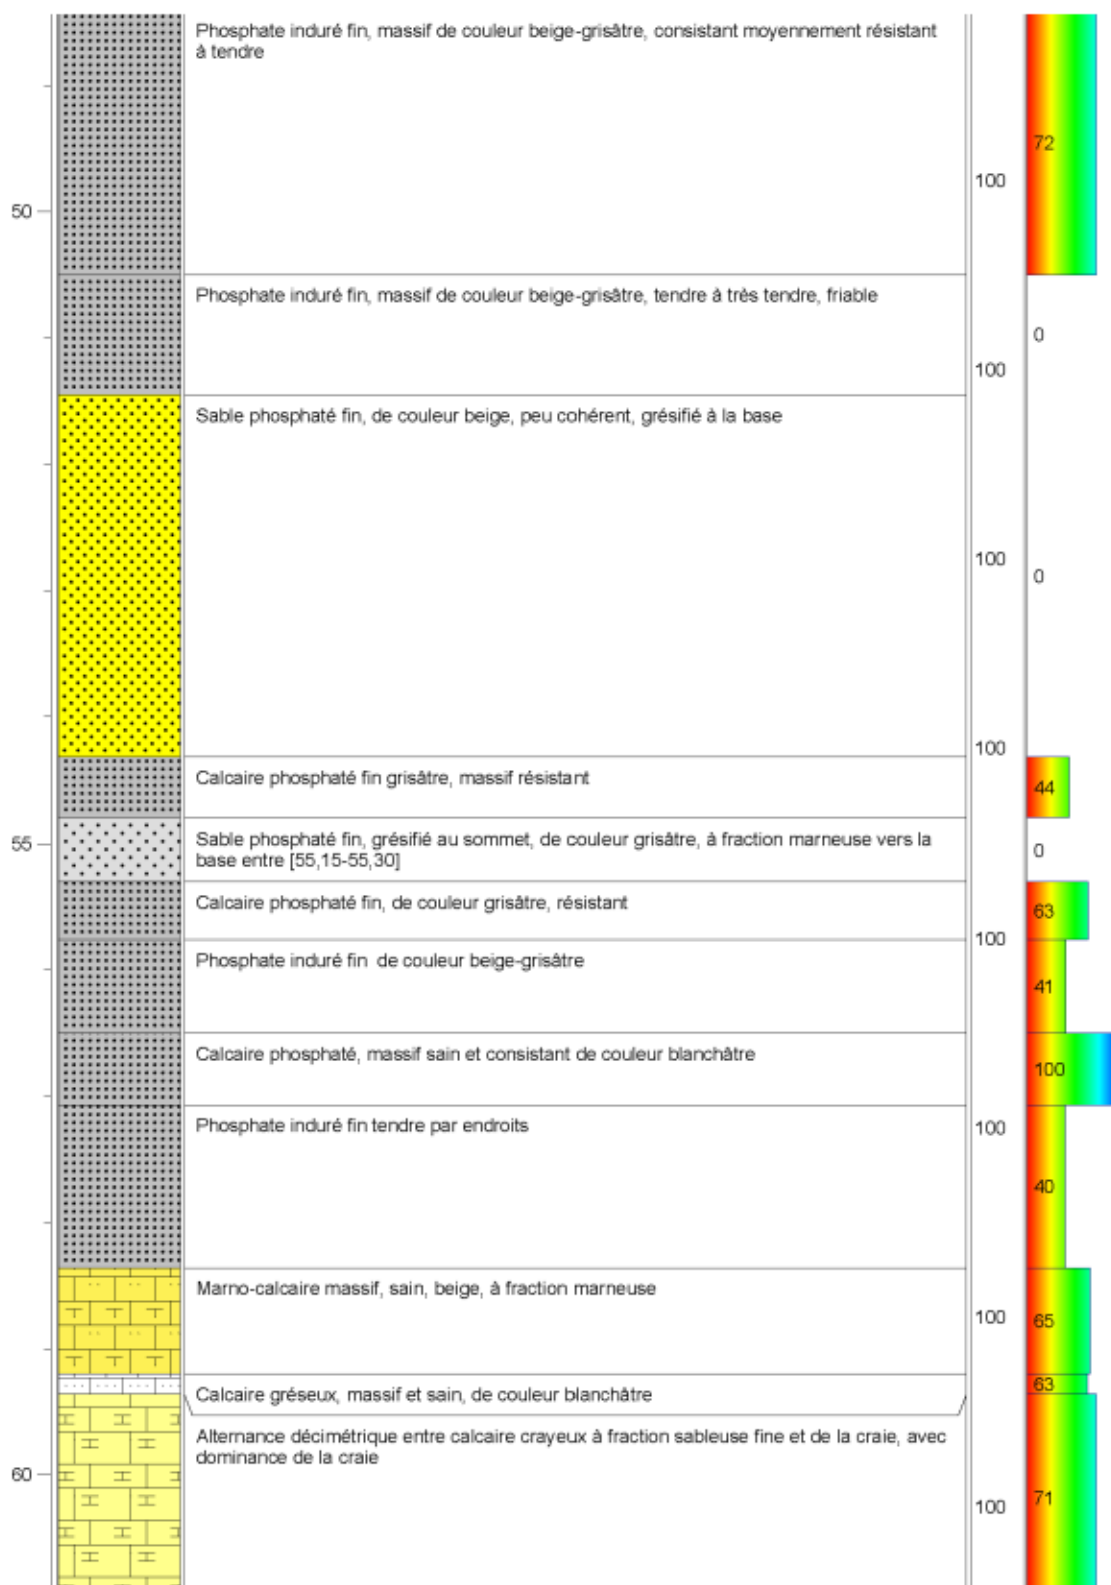 Phosphate induré fin, massif de couleur beige-grisâtre, consistant moyennement résistant
à tendre
72
100
50
Phosphate induré fin, massif de couleur beige-grisâtre, tendre à très tendre, friable
0
100
Sable phosphaté fin, de couleur beige, peu cohérent, grésifié à la base
100
0
100
Calcaire phosphaté fin grisâtre, massif résistant
44
Sable phosphaté fin, grésifié au sommet, de couleur grisâtre, à fraction marneuse vers la
base entre [55,15-55,30]
55
0
Calcaire phosphaté fin, de couleur grisâtre, résistant
63
100
Phosphate induré fin  de couleur beige-grisâtre
41
Calcaire phosphaté, massif sain et consistant de couleur blanchâtre
100
Phosphate induré fin tendre par endroits
100
40
Marno-calcaire massif, sain, beige, à fraction marneuse
100
65
63
Calcaire gréseux, massif et sain, de couleur blanchâtre
Alternance décimétrique entre calcaire crayeux à fraction sableuse fine et de la craie, avec
dominance de la craie
60
71
100